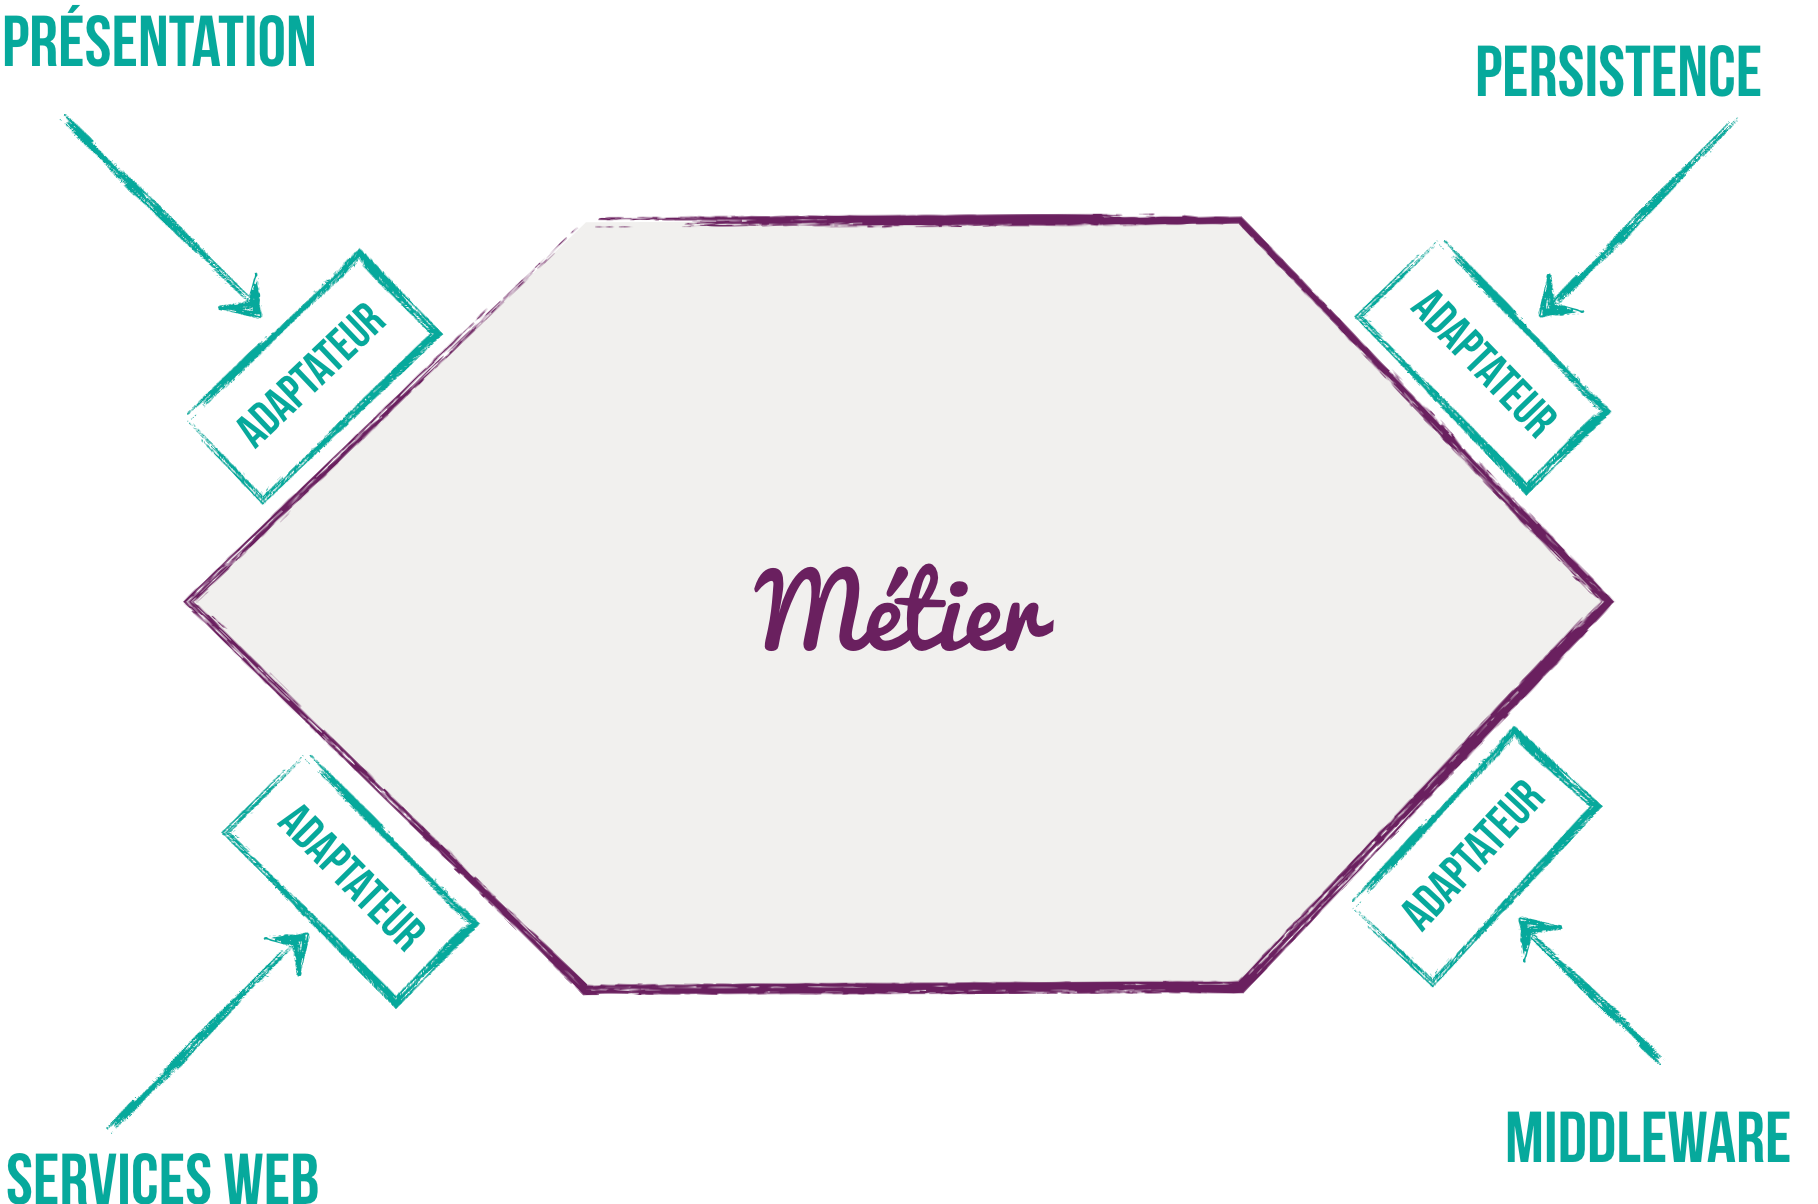 PRÉSENTATION
PERSISTENCE
ADAPTATEUR
ADAPTATEUR
Métier
ADAPTATEUR
ADAPTATEUR
SERVICES WEB
MIDDLEWARE